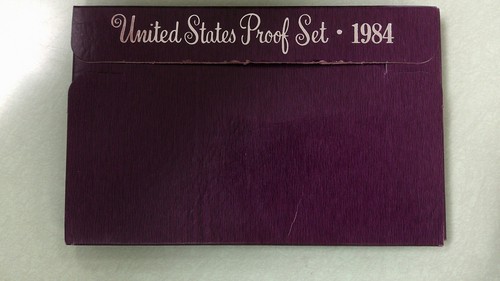 United States Proof Set · 1984